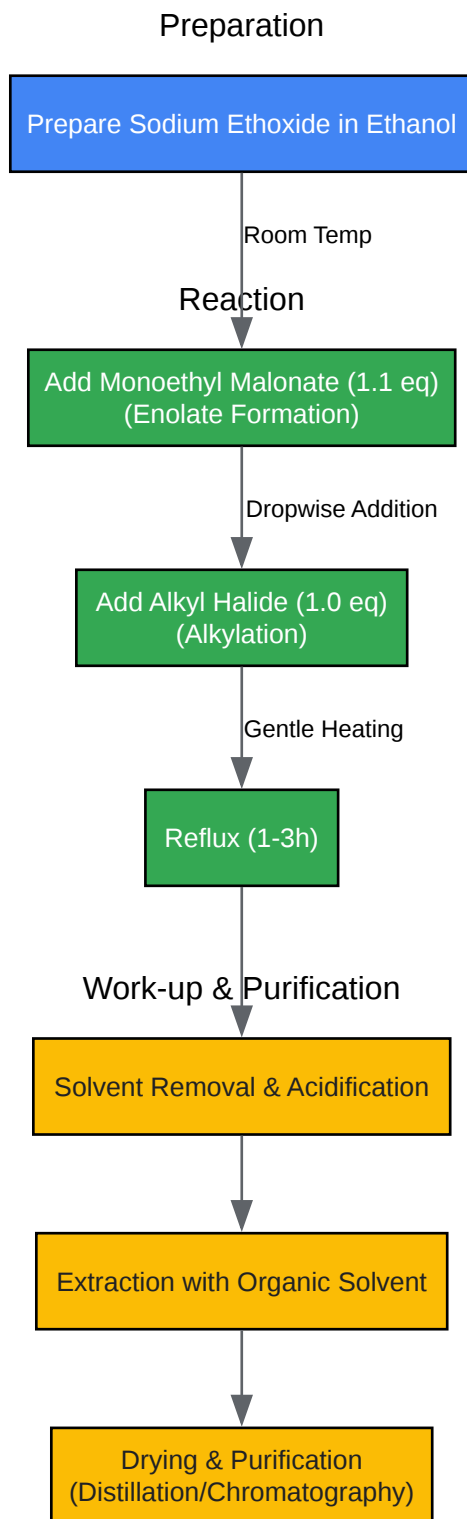 Preparation
Prepare Sodium Ethoxide in Ethanol
Room Temp
Reaction
Add Monoethyl Malonate (1.1 eq)
(Enolate Formation)
Dropwise Addition
Add Alkyl Halide (1.0 eq)
(Alkylation)
Gentle Heating
Reflux (1-3h)
Work-up & Purification
Solvent Removal & Acidification
Extraction with Organic Solvent
Drying & Purification
(Distillation/Chromatography)